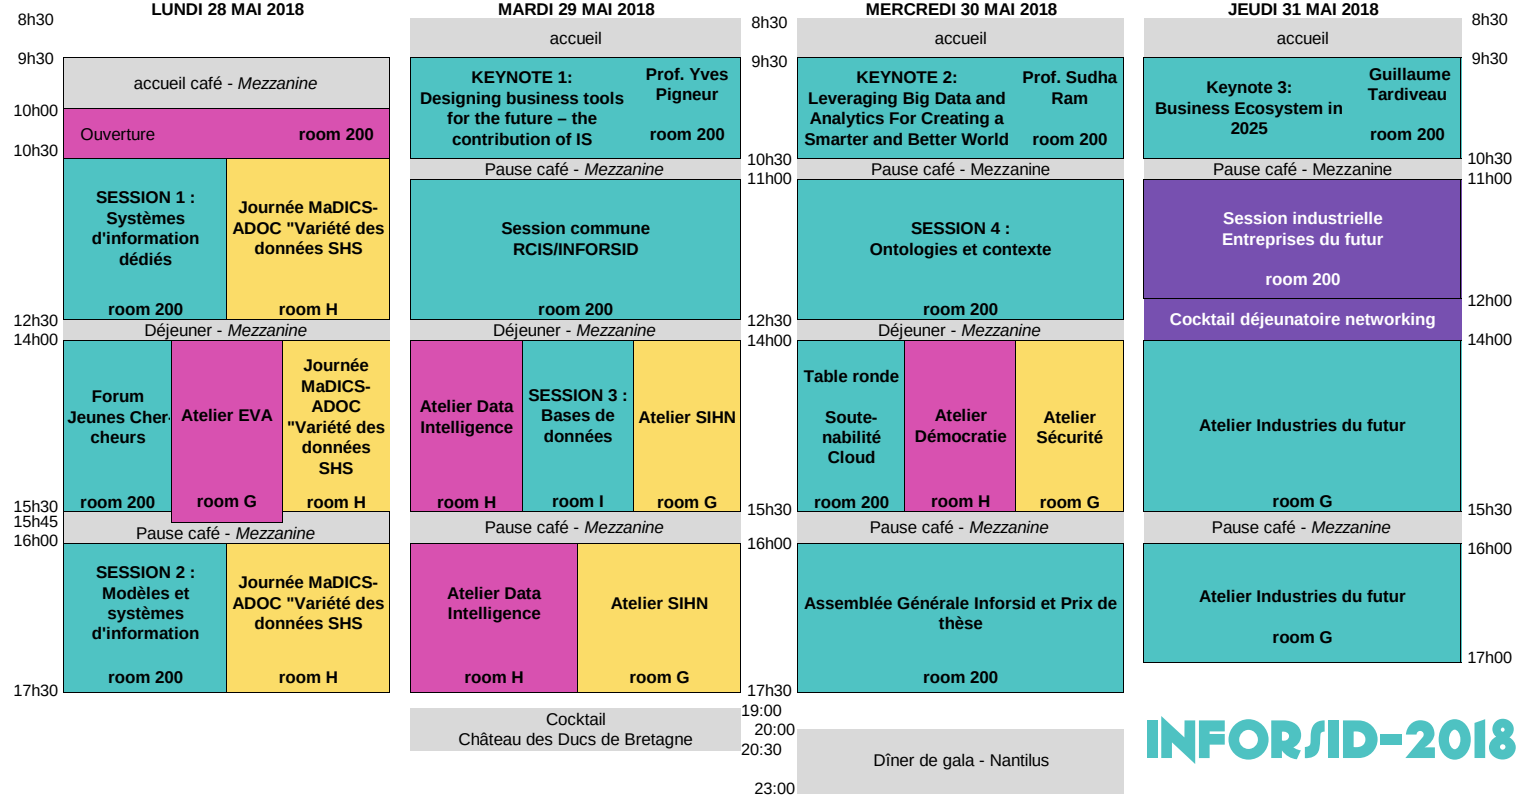 LUNDI 28 MAI 2018
8h30
9h30
accueil café - Mezzanine
10h00
Ouverture room 200
10h30
SESSION 1 :
Systèmes
d'information
dédiés
room 200
Journée MaDICS-
ADOC "Variété des
données SHS
room H
12h30
Déjeuner - Mezzanine
14h00
Forum
Jeunes Cher-
cheurs
room 200
Atelier EVA
room G
Journée
MaDICS-
ADOC
"Variété des
données
SHS
room H
15h30
15h45
Pause café - Mezzanine
16h00
SESSION 2 :
Modèles et
systèmes
d'information
room 200
Journée MaDICS-
ADOC "Variété des
données SHS
room H
17h30
MARDI 29 MAI 2018
accueil
KEYNOTE 1:
Designing business tools
for the future – the
contribution of IS
Prof. Yves
Pigneur
room 200
Pause café - Mezzanine
Session commune
RCIS/INFORSID
room 200
Déjeuner - Mezzanine
Atelier Data
Intelligence
room H
SESSION 3 :
Bases de
données
room I
Atelier SIHN
room G
Pause café - Mezzanine
Atelier Data
Intelligence
room H
Atelier SIHN
room G
Cocktail
Château des Ducs de Bretagne
8h30
9h30
10h30
11h00
12h30
14h00
15h30
16h00
17h30
19:00
20:00
20:30
23:00
MERCREDI 30 MAI 2018
accueil
KEYNOTE 2:
Leveraging Big Data and
Analytics For Creating a
Smarter and Better World
Prof. Sudha
Ram
room 200
Pause café - Mezzanine
SESSION 4 :
Ontologies et contexte
room 200
Déjeuner - Mezzanine
Table ronde
Soute-
nabilité
Cloud
room 200
Atelier
Démocratie
room H
Atelier
Sécurité
room G
Pause café - Mezzanine
Assemblée Générale Inforsid et Prix de
thèse
room 200
Dîner de gala - Nantilus
JEUDI 31 MAI 2018
accueil
Keynote 3:
Business Ecosystem in
2025
Guillaume
Tardiveau
room 200
Pause café - Mezzanine
Session industrielle
Entreprises du futur
room 200
Cocktail déjeunatoire networking
Atelier Industries du futur
room G
Pause café - Mezzanine
Atelier Industries du futur
room G
8h30
9h30
10h30
11h00
12h00
14h00
15h30
16h00
17h00
INFORSID-2018